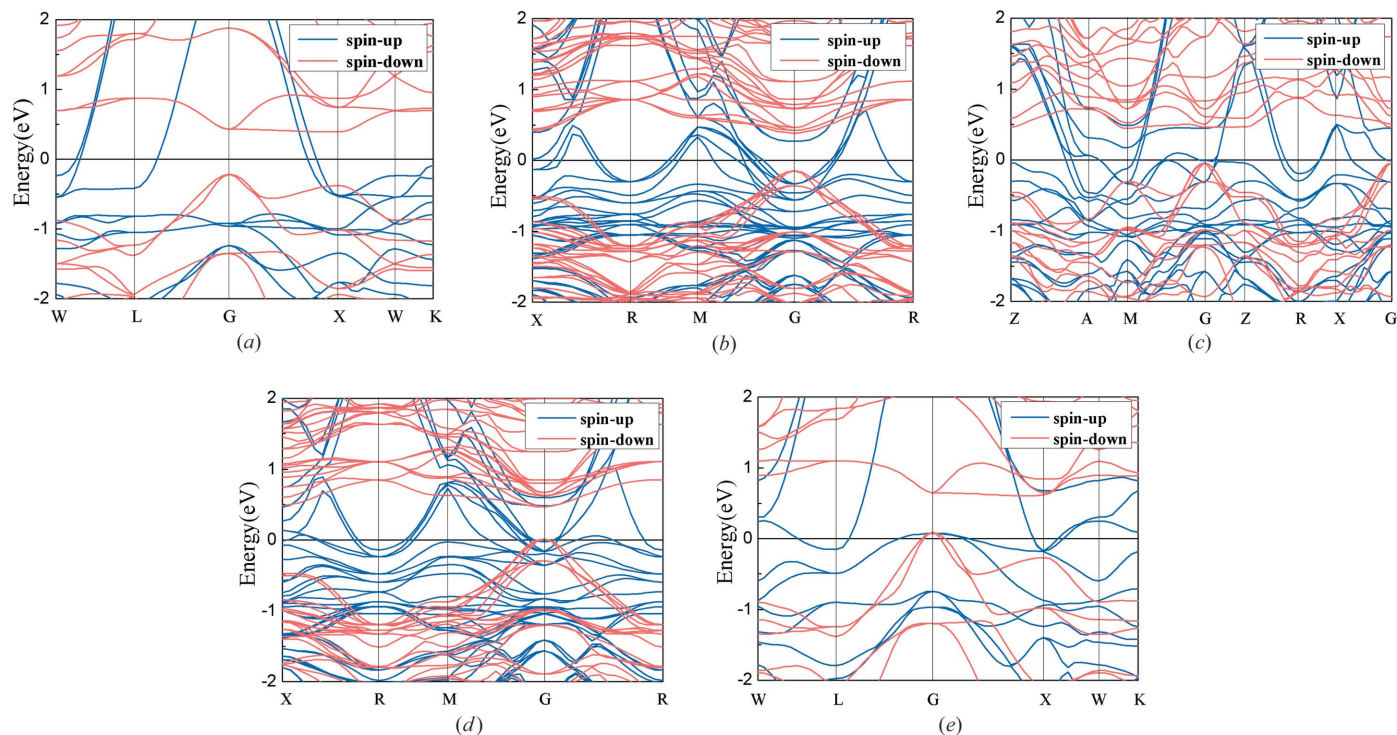 2
1
0
-1
-2
Energy(eV)
spin-up
spin-down
W L G X W K
(a)
2
1
0
-1
-2
Energy(eV)
spin-up
spin-down
X R M G R
(b)
2
1
0
-1
-2
Energy(eV)
spin-up
spin-down
Z A M G Z R X G
(c)
2
1
0
-1
-2
Energy(eV)
spin-up
spin-down
X R M G R
(d)
2
1
0
-1
-2
Energy(eV)
spin-up
spin-down
W L G X W K
(e)